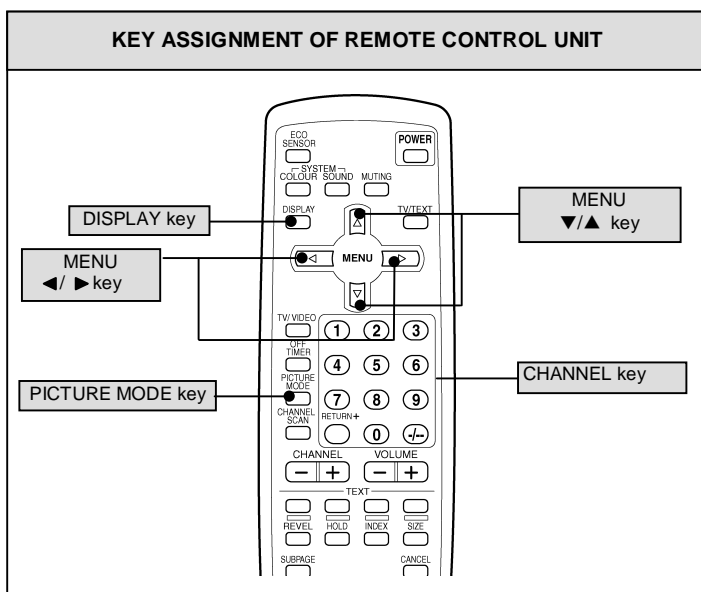 KEY ASSIGNMENT OF REMOTE CONTROL UNIT
ECO
SENSOR
POWER
SYSTEM
COLOUR SOUND MUTING
DISPLAY
TV/TEXT
DISPLAY key
MENU
▼/▲ key
MENU
◄/ ► key
MENU
TV/VIDEO
1 2 3
OFF
TIMER
4 5 6
PICTURE
MODE
PICTURE MODE key
CHANNEL key
7 8 9
CHANNEL
SCAN
RETURN+
0 -/--
CHANNEL VOLUME
− + − +
TEXT
REVEL HOLD INDEX SIZE
SUBPAGE CANCEL